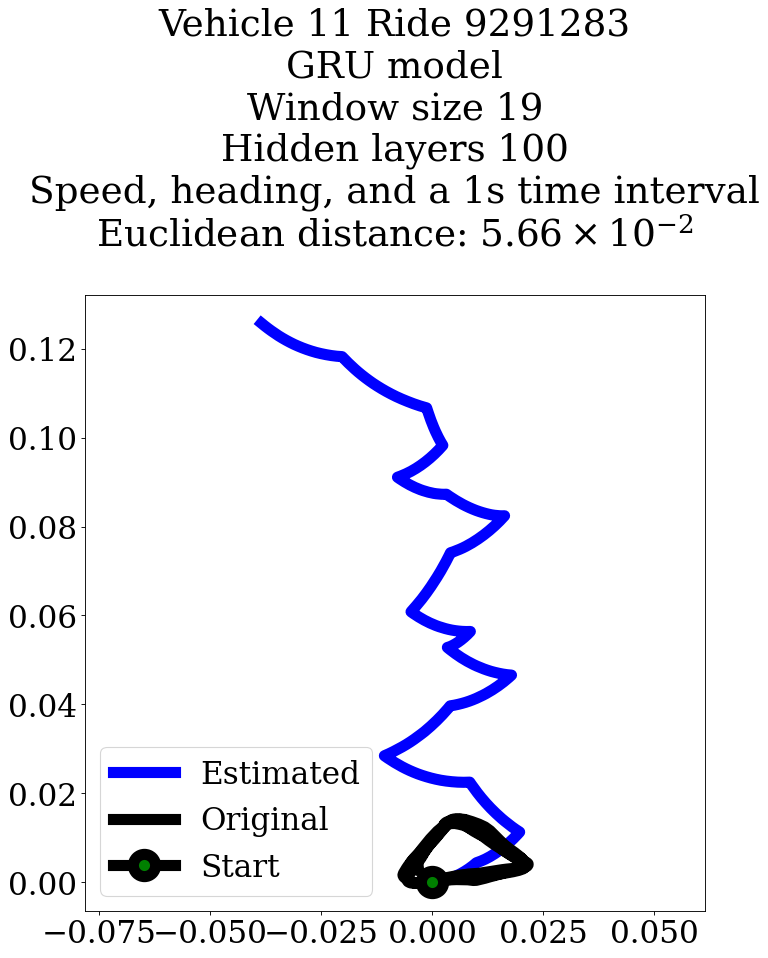 Vehicle 11 Ride 9291283
GRU model
Window size 19
Hidden layers 100
Speed, heading, and a 1s time interval
Euclidean distance: 5.66 × 10⁻²
0.12
0.10
0.08
0.06
0.04
0.02
0.00
Estimated
Original
Start
−0.075 −0.050 −0.025 0.000 0.025 0.050